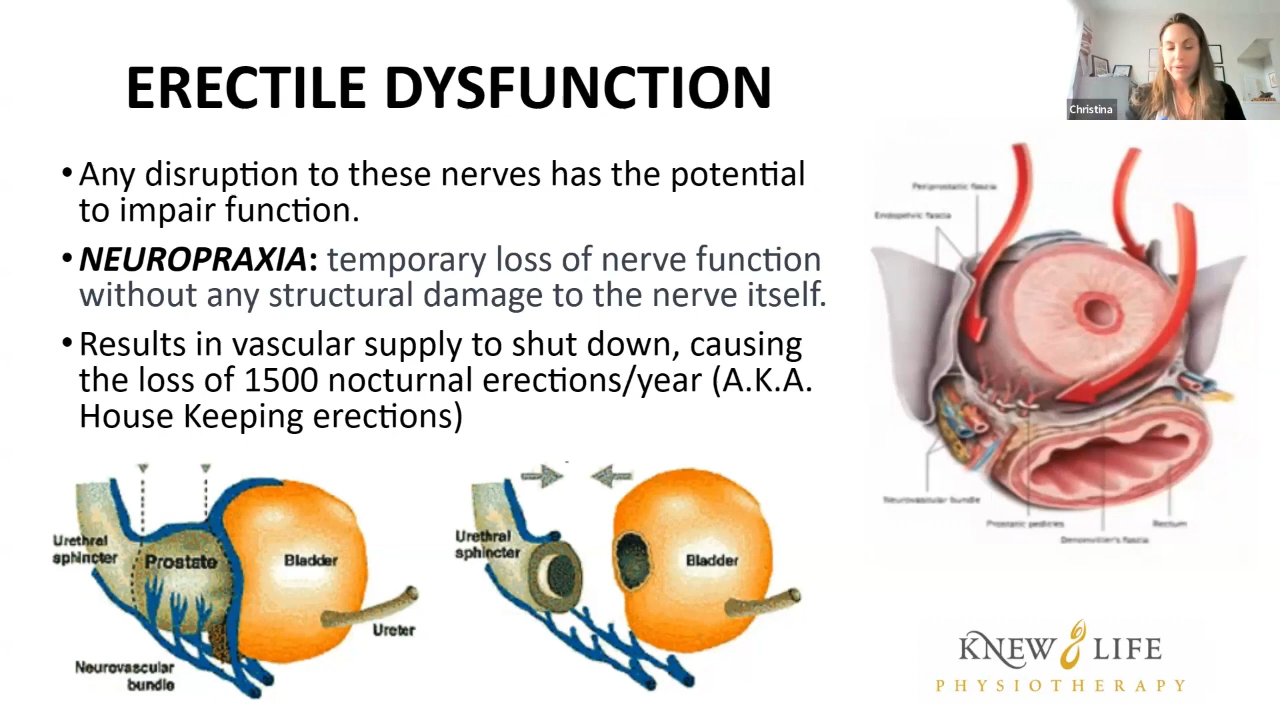 ERECTILE DYSFUNCTION
Christina
•Any disruption to these nerves has the potential
to impair function.
•NEUROPRAXIA: temporary loss of nerve function
without any structural damage to the nerve itself.
•Results in vascular supply to shut down, causing
the loss of 1500 nocturnal erections/year (A.K.A.
House Keeping erections)
Periprostatic fascia
Endopelvic fascia
Neurovascular bundle
Prostatic pedicles
Rectum
Denonvillier's fascia
Urethral
sphincter
Prostate
Bladder
Ureter
Neurovascular
bundle
Urethral
sphincter
Bladder
KNEW LIFE
PHYSIOTHERAPY